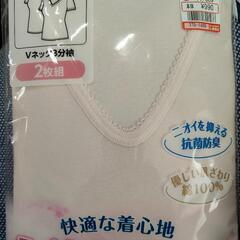 Vネック3分袖
2枚組
¥990
ニオイを抑える
抗菌防臭
優しい肌ざわり
綿100%
快適な着心地